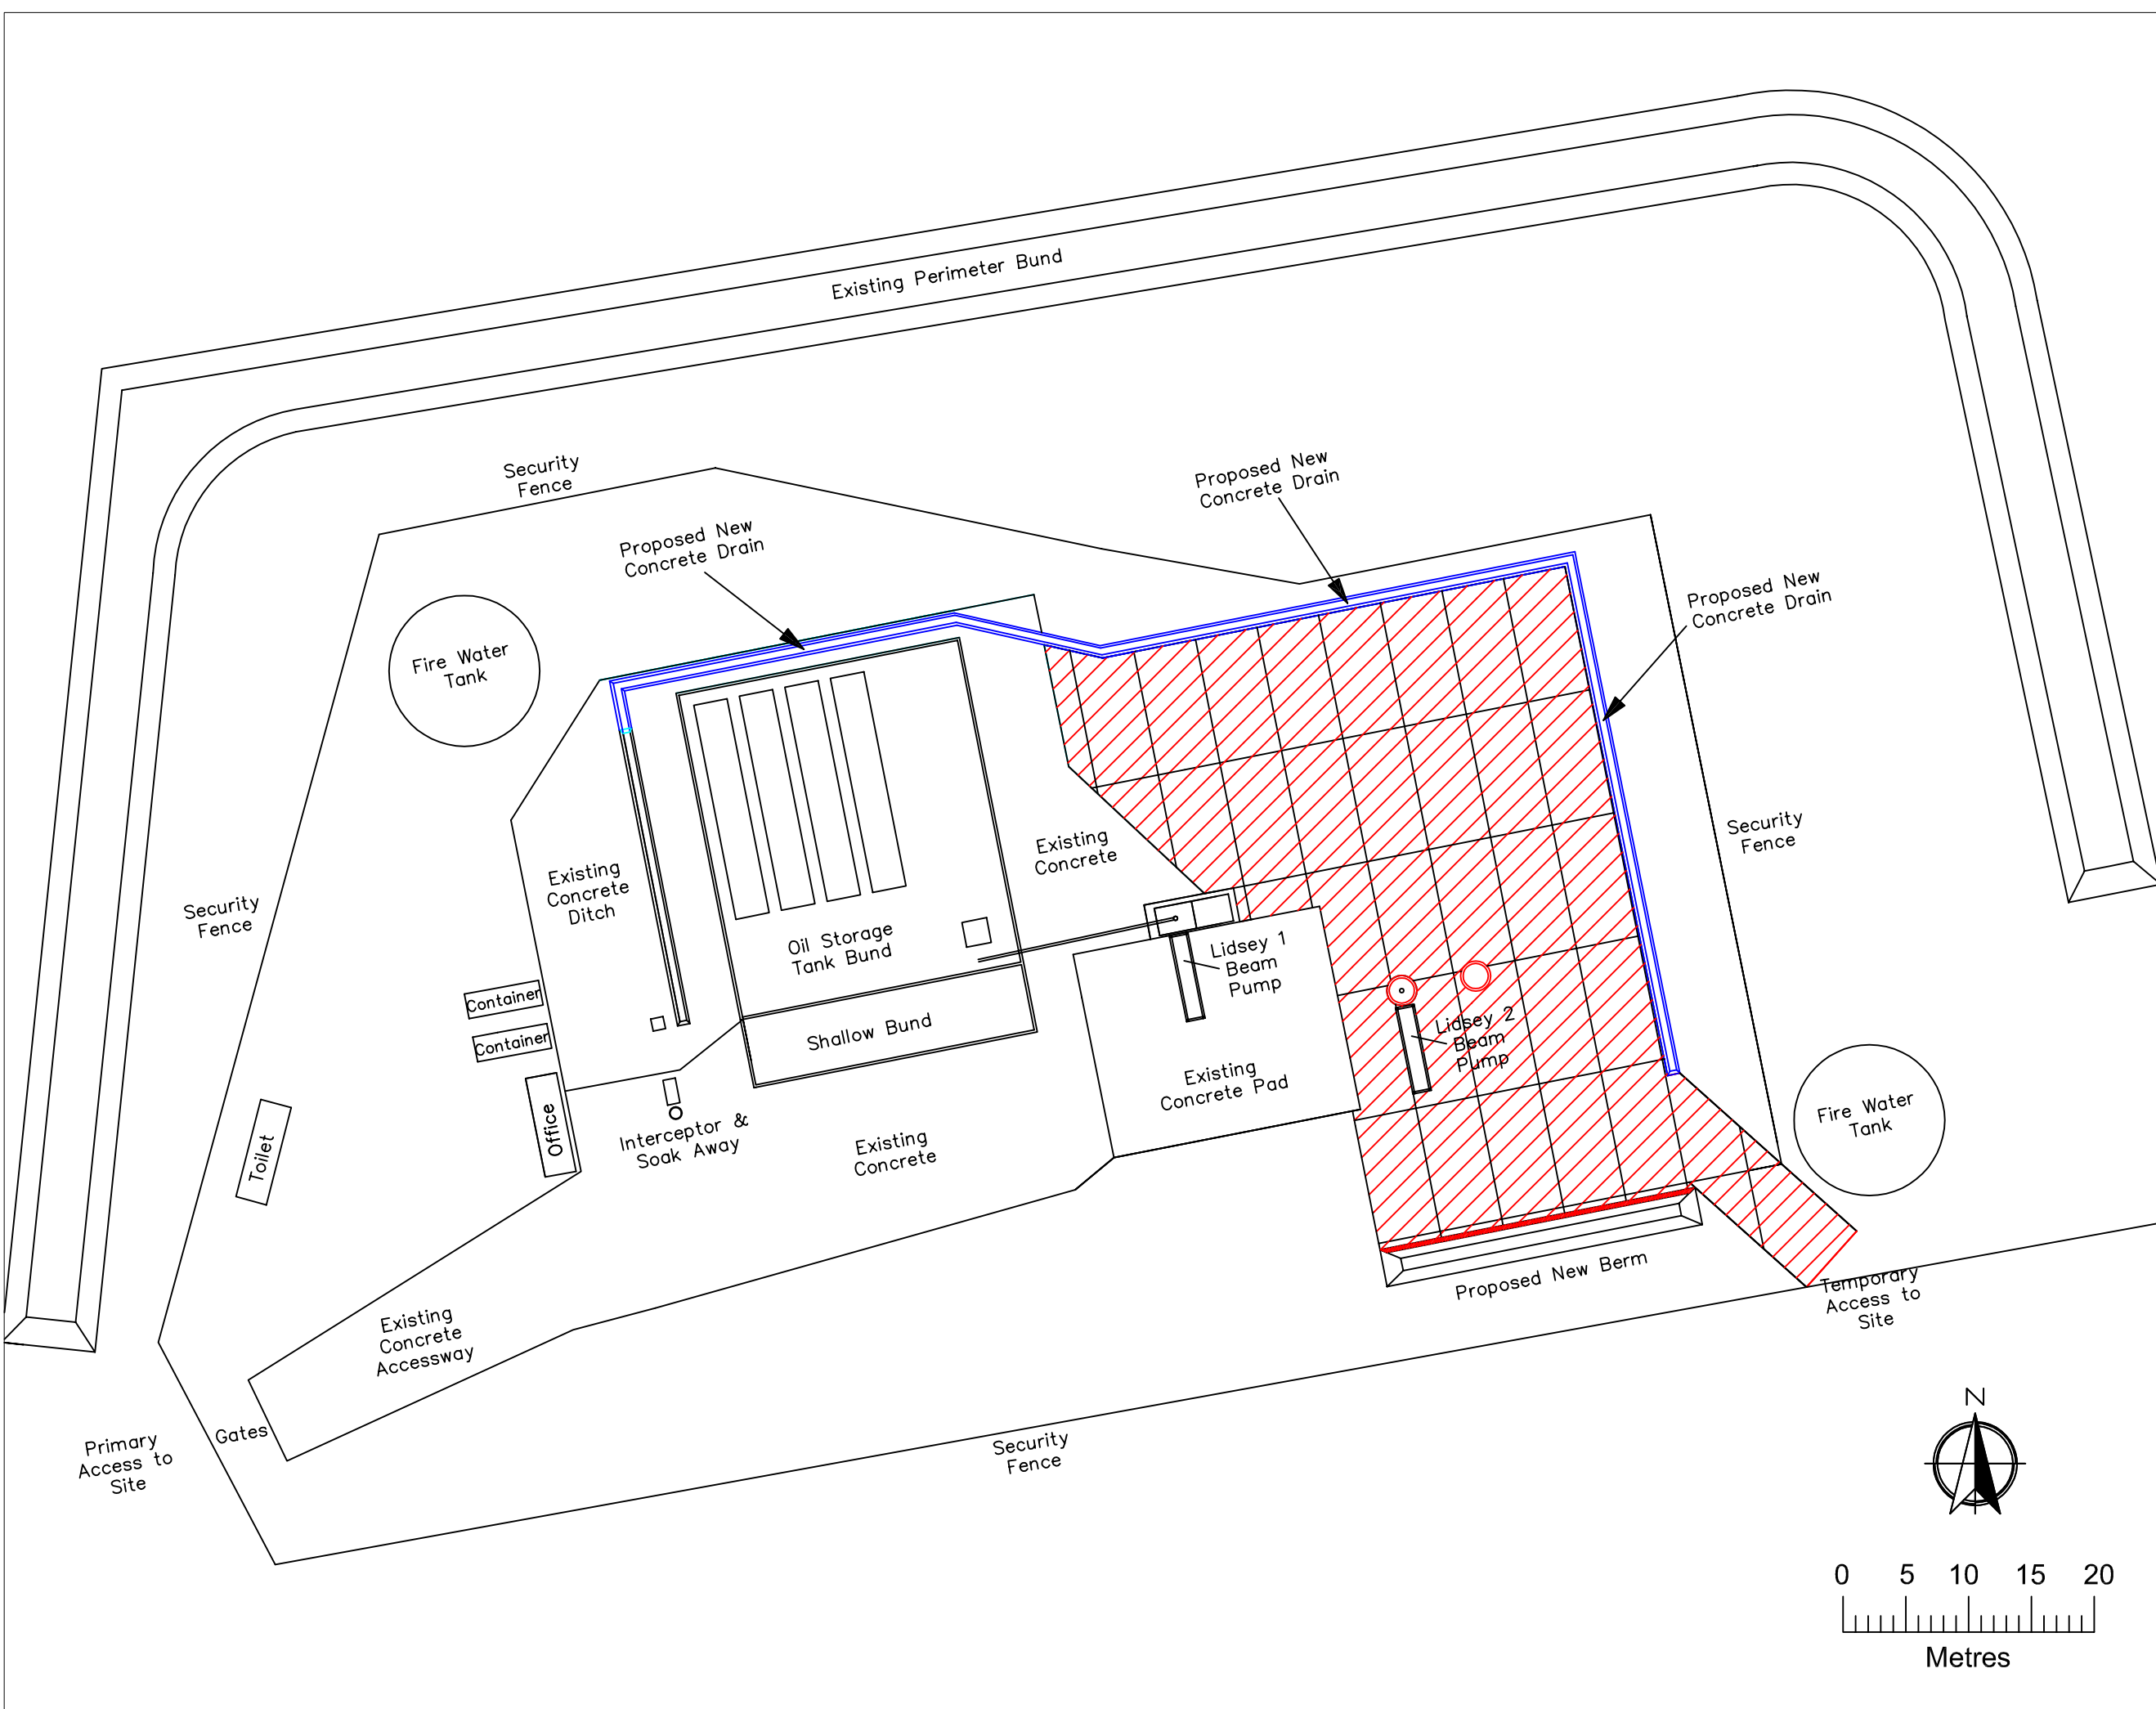 Existing Perimeter Bund
Security
Fence
Proposed New
Concrete Drain
Proposed New
Concrete Drain
Proposed New
Concrete Drain
Fire Water
Tank
Existing
Concrete
Ditch
Existing
Concrete
Security
Fence
Security
Fence
Oil Storage
Tank Bund
Lidsey 1
Beam
Pump
Container
Container
Shallow Bund
Lidsey 2
Beam
Pump
Existing
Concrete Pad
Fire Water
Tank
Office
Toilet
Interceptor &
Soak Away
Existing
Concrete
Proposed New Berm
Temporary
Access to
Site
Existing
Concrete
Accessway
Gates
Primary
Access to
Site
Security
Fence
N
0 5 10 15 20
Metres